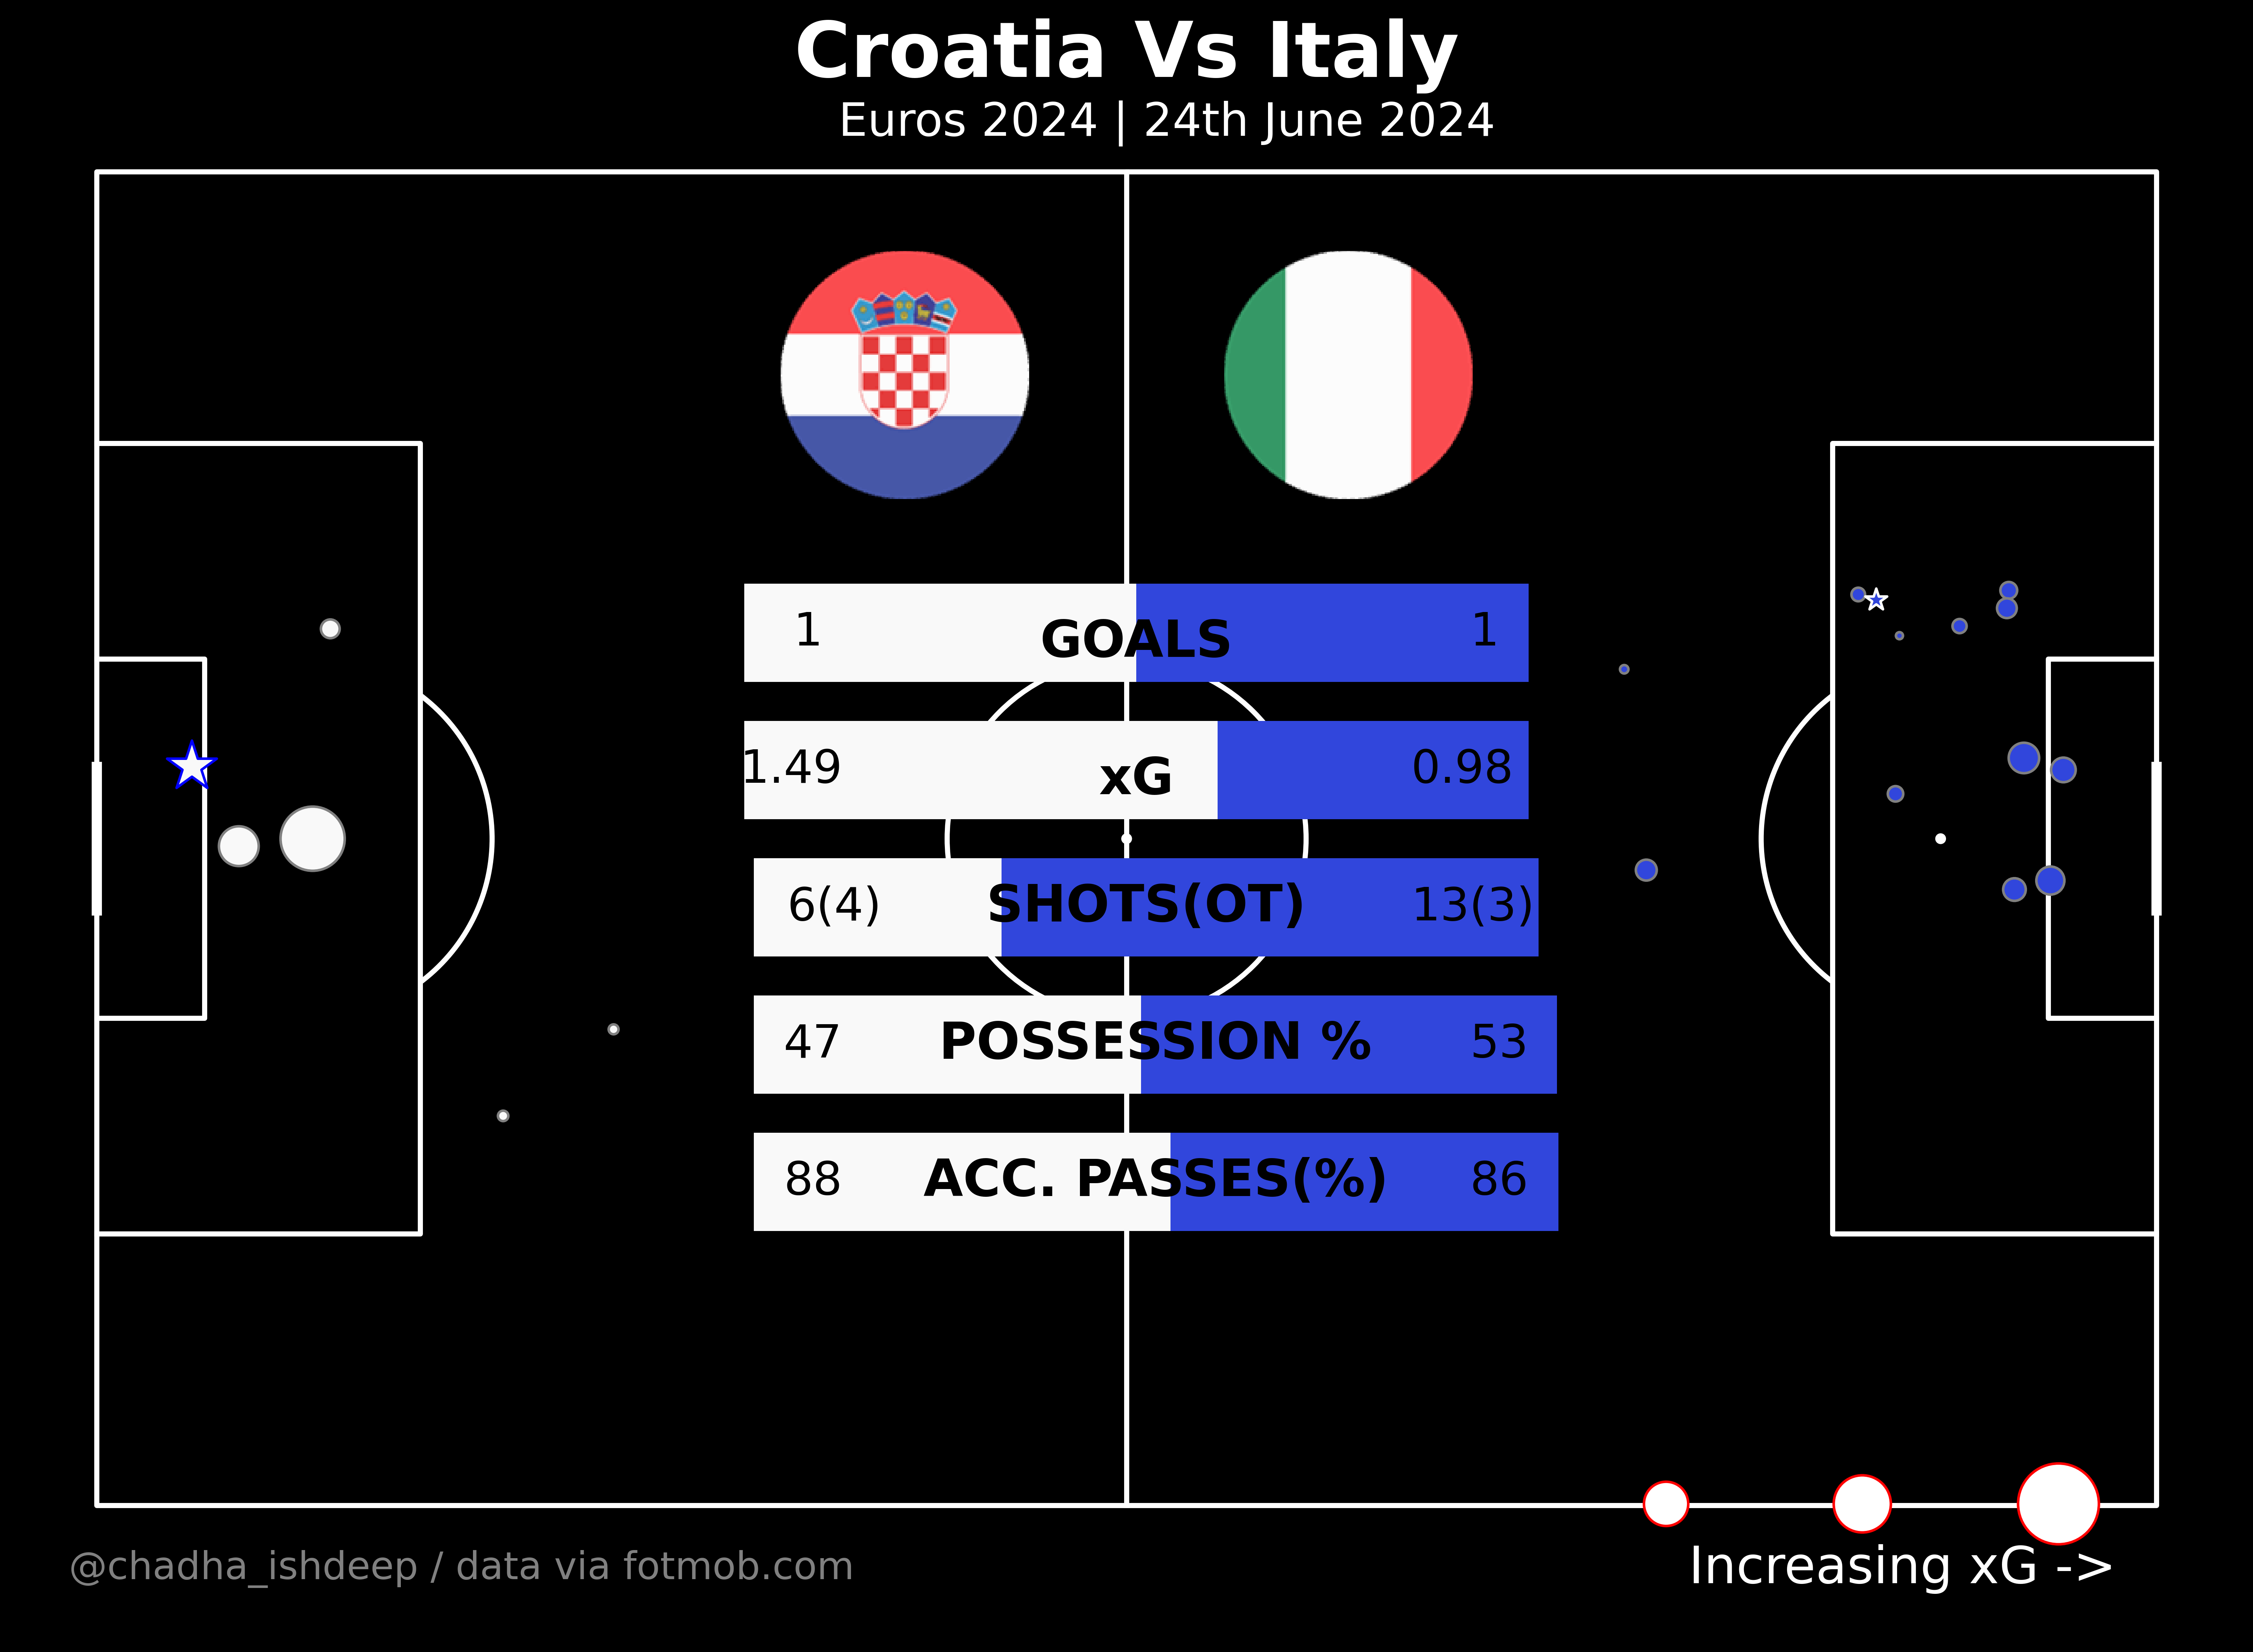 Croatia Vs Italy
Euros 2024 | 24th June 2024
1 GOALS 1
1.49 xG 0.98
6(4) SHOTS(OT) 13(3)
47 POSSESSION % 53
88 ACC. PASSES(%) 86
@chadha_ishdeep / data via fotmob.com
Increasing xG ->